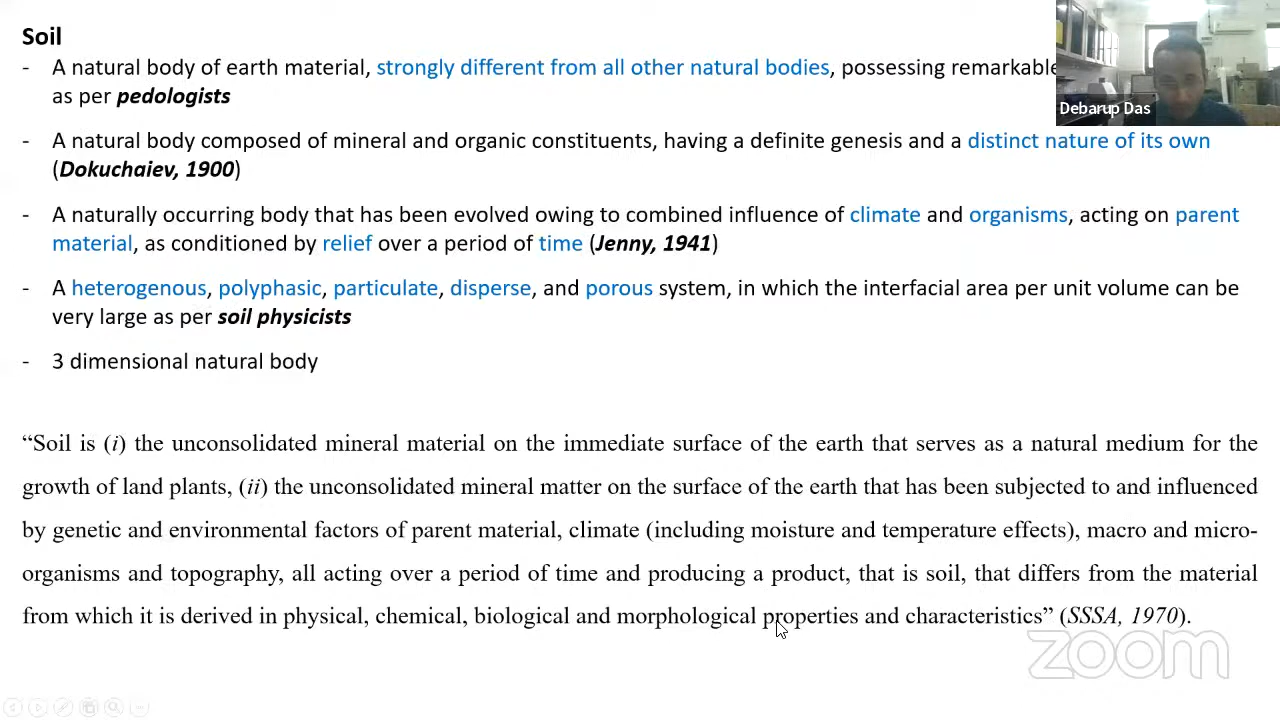 Soil
- A natural body of earth material, strongly different from all other natural bodies, possessing remarkable
as per pedologists
Debarup Das
- A natural body composed of mineral and organic constituents, having a definite genesis and a distinct nature of its own
(Dokuchaiev, 1900)
- A naturally occurring body that has been evolved owing to combined influence of climate and organisms, acting on parent
material, as conditioned by relief over a period of time (Jenny, 1941)
- A heterogenous, polyphasic, particulate, disperse, and porous system, in which the interfacial area per unit volume can be
very large as per soil physicists
- 3 dimensional natural body
“Soil is (i) the unconsolidated mineral material on the immediate surface of the earth that serves as a natural medium for the
growth of land plants, (ii) the unconsolidated mineral matter on the surface of the earth that has been subjected to and influenced
by genetic and environmental factors of parent material, climate (including moisture and temperature effects), macro and micro-
organisms and topography, all acting over a period of time and producing a product, that is soil, that differs from the material
from which it is derived in physical, chemical, biological and morphological properties and characteristics” (SSSA, 1970).
zoom